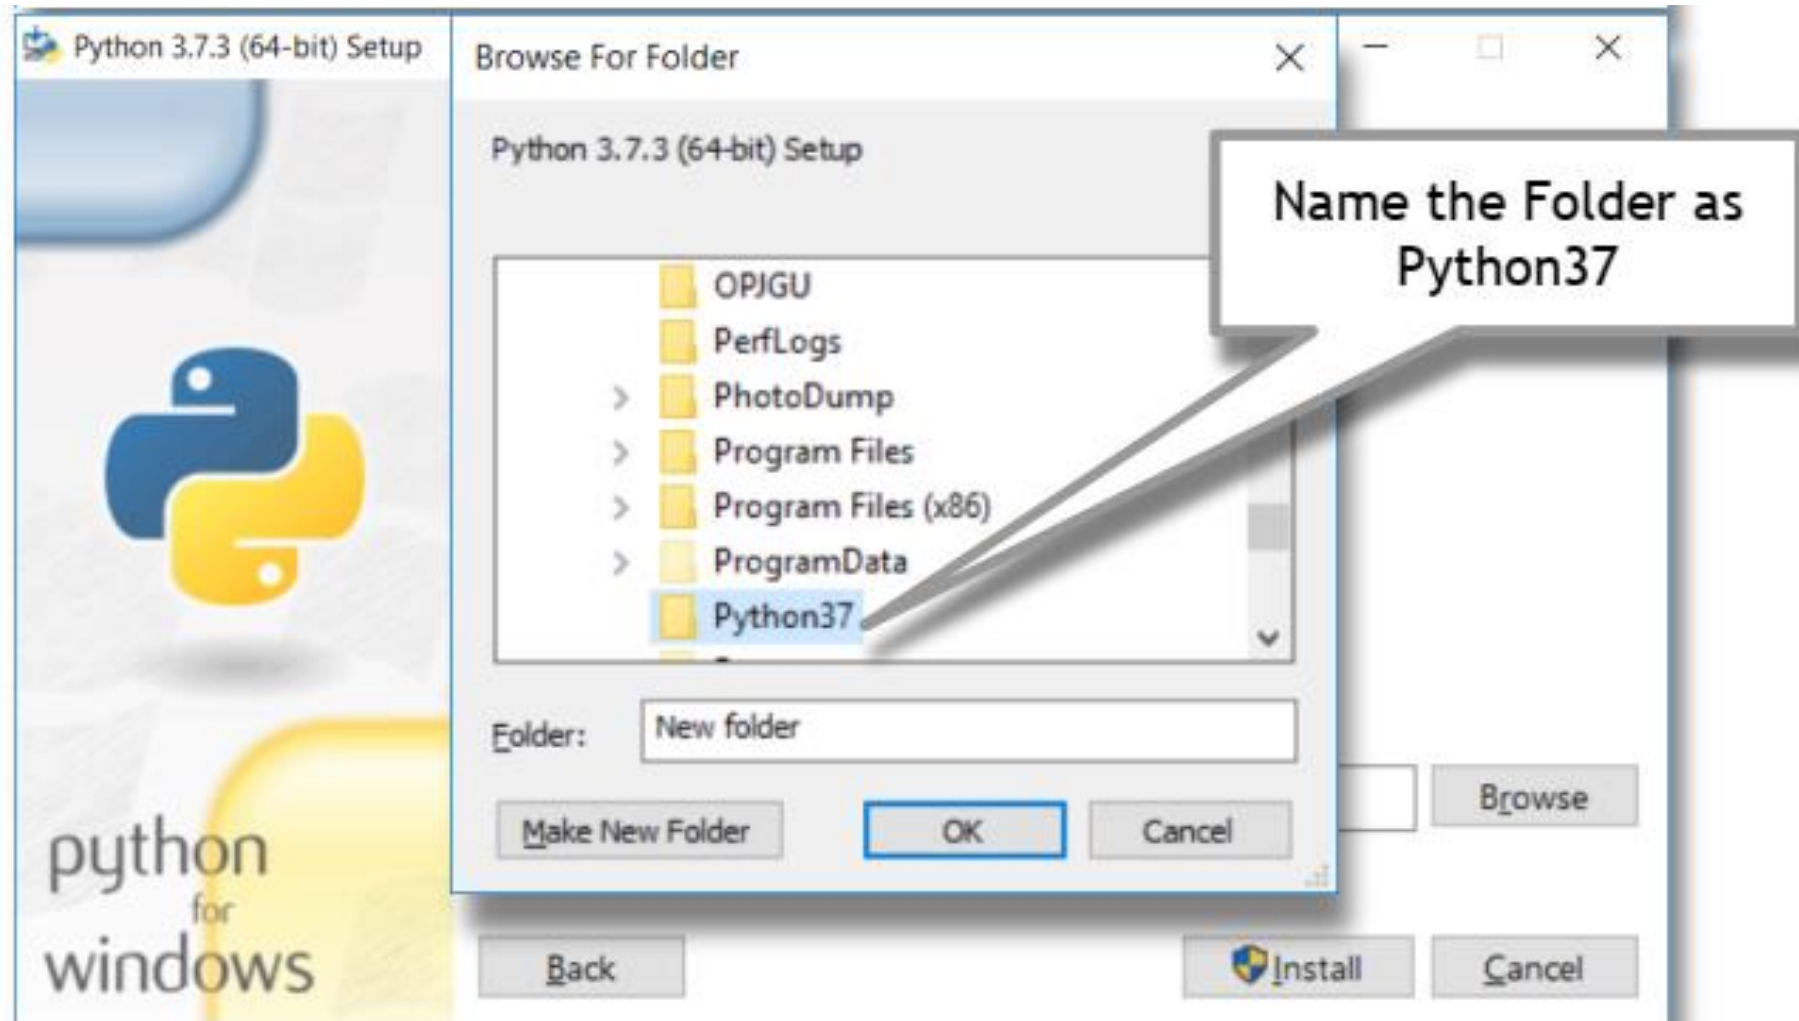 Python 3.7.3 (64-bit) Setup
Browse For Folder
Python 3.7.3 (64-bit) Setup
Name the Folder as
Python37
OPJGU
PerfLogs
PhotoDump
Program Files
Program Files (x86)
ProgramData
Python37
Folder:
New folder
Make New Folder
OK
Cancel
Browse
python
for
windows
Back
Install
Cancel